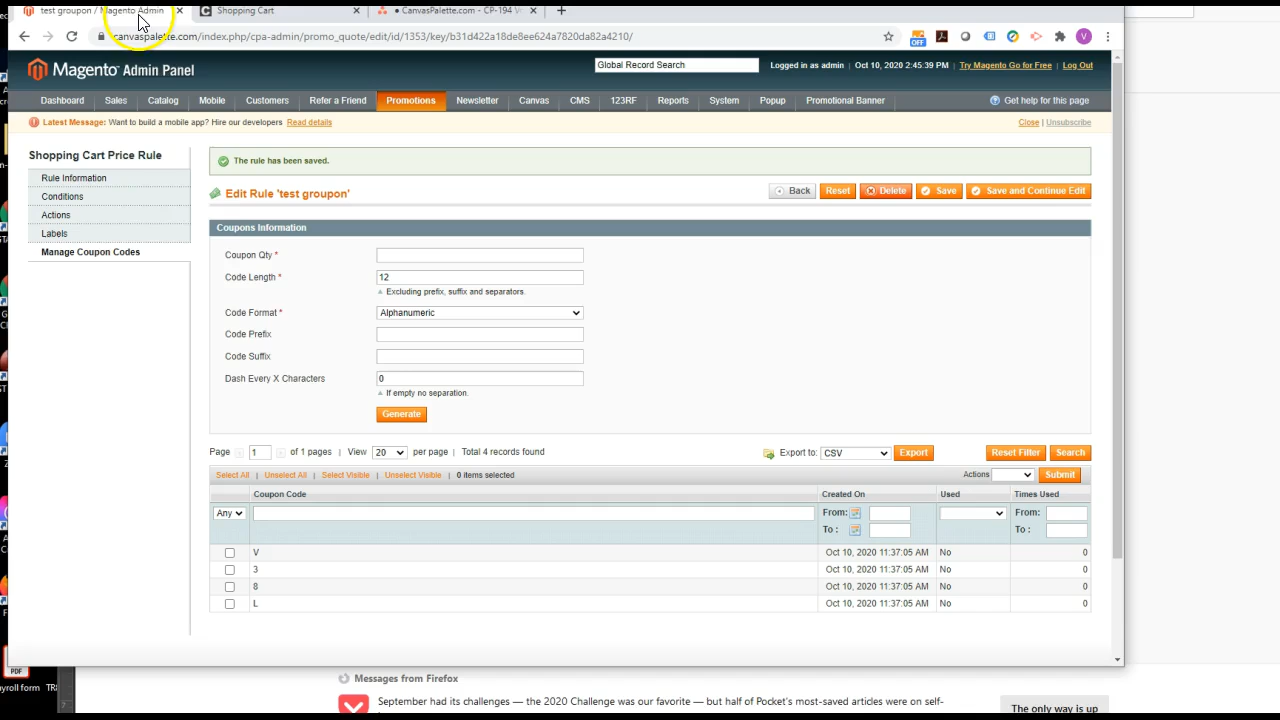 test groupon / Magento Admin
Shopping Cart
• CanvasPalette.com - CP-194 V
canvaspalette.com/index.php/cpa-admin/promo_quote/edit/id/1353/key/b31d422a18de8ee624a7820da82a4210/
OFF
V
Magento Admin Panel
Global Record Search
Logged in as admin | Oct 10, 2020 2:45:39 PM | Try Magento Go for Free | Log Out
Dashboard Sales Catalog Mobile Customers Refer a Friend Promotions Newsletter Canvas CMS 123RF Reports System Popup Promotional Banner Get help for this page
Latest Message: Want to build a mobile app? Hire our developers Read details Close | Unsubscribe
Shopping Cart Price Rule
Rule Information
Conditions
Actions
Labels
Manage Coupon Codes
The rule has been saved.
Edit Rule 'test groupon'
Back Reset Delete Save Save and Continue Edit
Coupons Information
Coupon Qty *
Code Length * 12
Excluding prefix, suffix and separators.
Code Format * Alphanumeric
Code Prefix
Code Suffix
Dash Every X Characters 0
If empty no separation.
Generate
Page 1 of 1 pages | View 20 per page | Total 4 records found Export to: CSV Export Reset Filter Search
Select All | Unselect All | Select Visible | Unselect Visible | 0 items selected Actions Submit
Coupon Code Created On Used Times Used
Any From: From:
To : To :
V Oct 10, 2020 11:37:05 AM No 0
3 Oct 10, 2020 11:37:05 AM No 0
8 Oct 10, 2020 11:37:05 AM No 0
L Oct 10, 2020 11:37:05 AM No 0
PDF
Messages from Firefox
September had its challenges — the 2020 Challenge was our favorite — but half of Pocket's most-saved articles were on self-
The only way is up